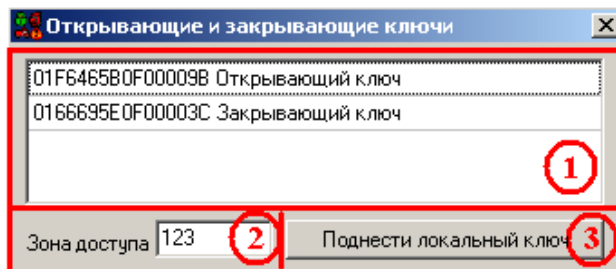 Открывающие и закрывающие ключи
01F6465B0F00009B Открывающий ключ
0166695E0F00003C Закрывающий ключ
1
Зона доступа 123 2 Поднести локальный ключ 3